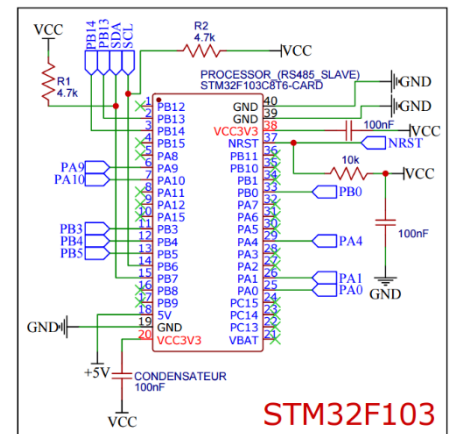 VCC
PB14
PB13
SDA
SCL
R2
4.7k
VCC
R1
4.7k
PROCESSOR_(RS485_SLAVE)
STM32F103C8T6-CARD
1 PB12 GND 40 GND
2 PB13 GND 39 GND
3 PB14 VCC3V3 38 100nF VCC
4 PB15 NRST 37 NRST
5 PA8 PB11 36
PA9 6 PA9 PB10 35 10k
PA10 7 PA10 PB1 34 VCC
8 PA11 PB0 33 PB0
9 PA12 PA7 32
10 PA15 PA6 31
PB3 11 PB3 PA5 30
PB4 12 PB4 PA4 29 PA4
PB5 13 PB5 PA3 28
14 PB6 PA2 27
15 PB7 PA1 26 PA1
16 PB8 PA0 25 PA0
17 PB9 PC15 24
18 5V PC14 23
GND 19 GND PC13 22
20 VCC3V3 VBAT 21
100nF
GND
+5V
CONDENSATEUR
100nF
VCC
STM32F103